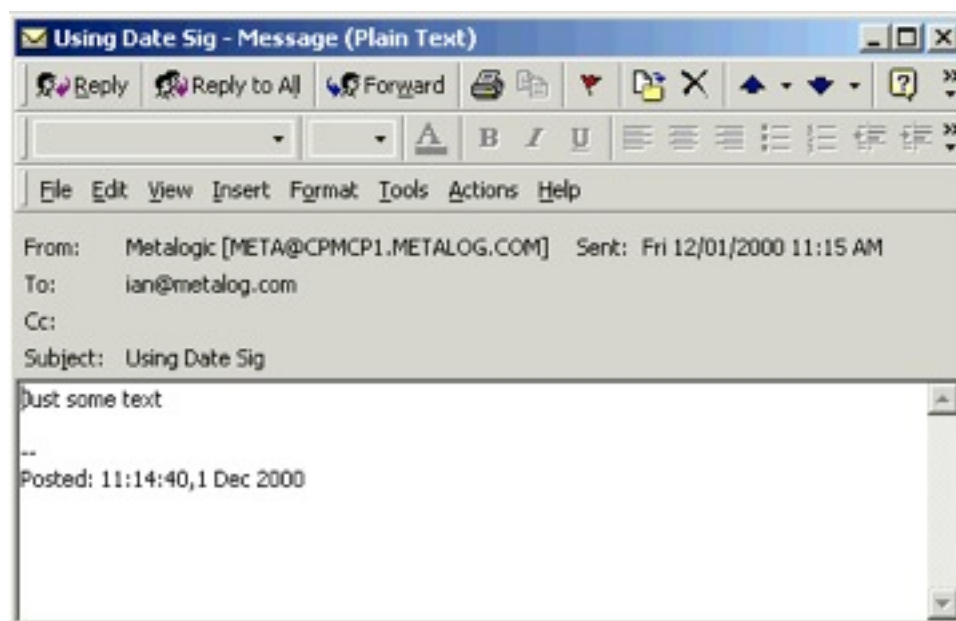 Using Date Sig - Message (Plain Text)
Reply Reply to All Forward
A B I U
File Edit View Insert Format Tools Actions Help
From: Metalogic [META@CPMCP1.METALOG.COM] Sent: Fri 12/01/2000 11:15 AM
To: ian@metalog.com
Cc:
Subject: Using Date Sig
Just some text
--
Posted: 11:14:40,1 Dec 2000